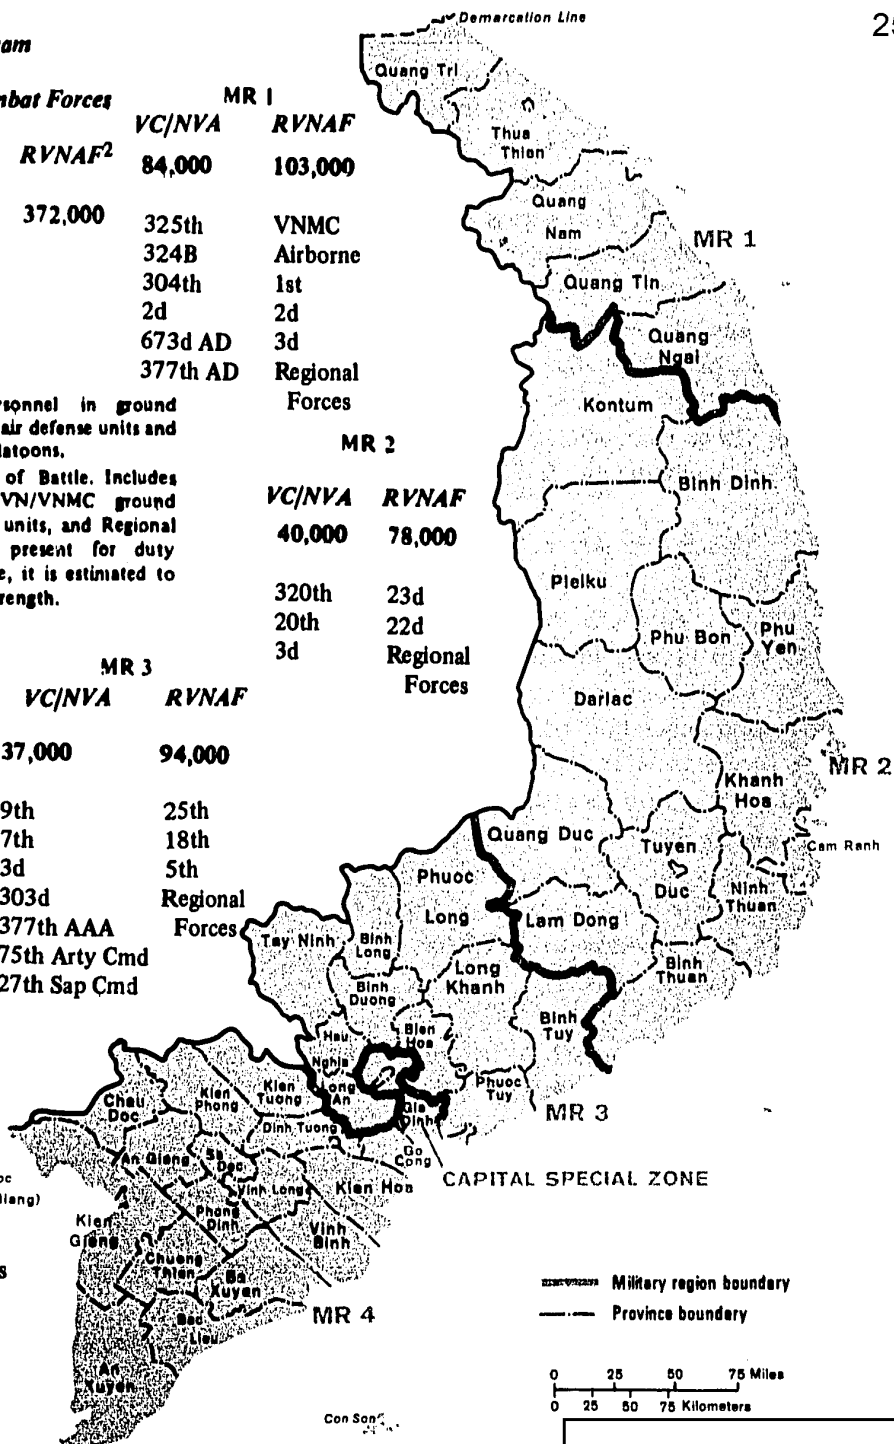 Demarcation Line
25
am
mbat Forces
MR 1
VC/NVA RVNAF
RVNAF2
84,000 103,000
372,000
325th VNMC
324B Airborne
304th 1st
2d 2d
673d AD 3d
377th AD Regional
Forces
rsonnel in ground
air defense units and
latoons.
of Battle. Includes
VN/VNMC ground
units, and Regional
present for duty
e, it is estimated to
rength.
MR 2
VC/NVA RVNAF
40,000 78,000
320th 23d
20th 22d
3d Regional
Forces
MR 3
VC/NVA RVNAF
37,000 94,000
9th 25th
7th 18th
3d 5th
303d Regional
377th AAA Forces
75th Arty Cmd
27th Sap Cmd
Quang Tri
Thua
Thien
Quang
Nam
MR 1
Quang Tin
Quang
Ngai
Kontum
Binh Dinh
Pleiku
Phu Bon
Phu
Yen
Darlac
MR 2
Khanh
Hoa
Cam Ranh
Quang Duc
Tuyen
Duc
Ninh
Thuan
Lam Dong
Binh
Thuan
Phuoc
Long
Tay Ninh
Binh
Long
Long
Khanh
Binh
Duong
Binh
Tuy
Bien
Hoa
Hau
Nghia
Long
An
Gia
Dinh
Phuoc
Tuy
MR 3
CAPITAL SPECIAL ZONE
Chau
Doc
Kien
Phong
Kien
Tuong
Dinh Tuong
Go
Cong
An Giang
Sa
Dec
Vinh Long
Kien Hoa
oc
iang)
Phong
Dinh
Vinh
Binh
Kien
Giang
Chuong
Thien
Ba
Xuyen
s
Bac
Lieu
MR 4
An
Xuyen
Con Son
Military region boundary
Province boundary
0 25 50 75 Miles
0 25 50 75 Kilometers